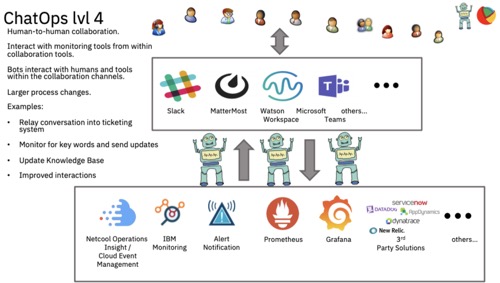 ChatOps lvl 4
Human-to-human collaboration.
Interact with monitoring tools from within
collaboration tools.
Bots interact with humans and tools
within the collaboration channels.
Larger process changes.
Examples:
• Relay conversation into ticketing
system
• Monitor for key words and send updates
• Update Knowledge Base
• Improved interactions
Slack
MatterMost
Watson
Workspace
Microsoft
Teams
others...
Netcool Operations
Insight /
Cloud Event
Management
IBM
Monitoring
Alert
Notification
Prometheus
Grafana
servicenow
DATADOG
AppDynamics
dynatrace
New Relic.
3rd
Party Solutions
others...